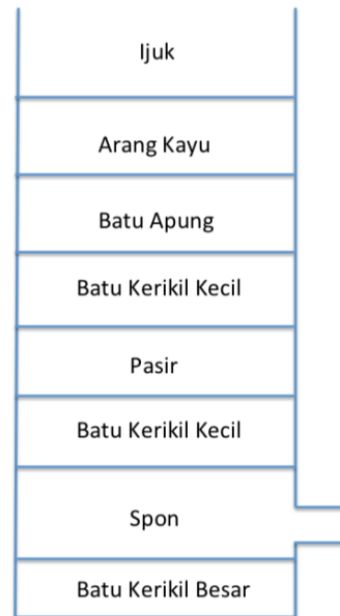 Ijuk
Arang Kayu
Batu Apung
Batu Kerikil Kecil
Pasir
Batu Kerikil Kecil
Spon
Batu Kerikil Besar